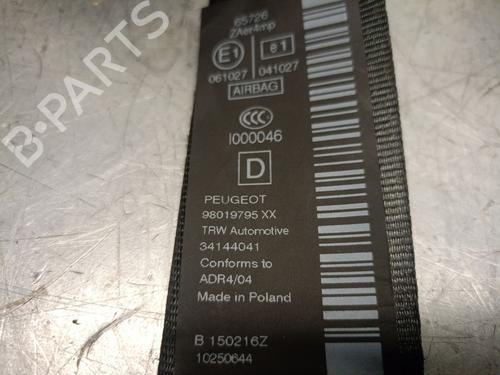 65726
ZAer4mp
E1 e1
061027 041027
AIRBAG
CCC
I000046
D
PEUGEOT
98019795 XX
TRW Automotive
34144041
Conforms to
ADR4/04
Made in Poland
B 150216Z
10250644
B-PARTS